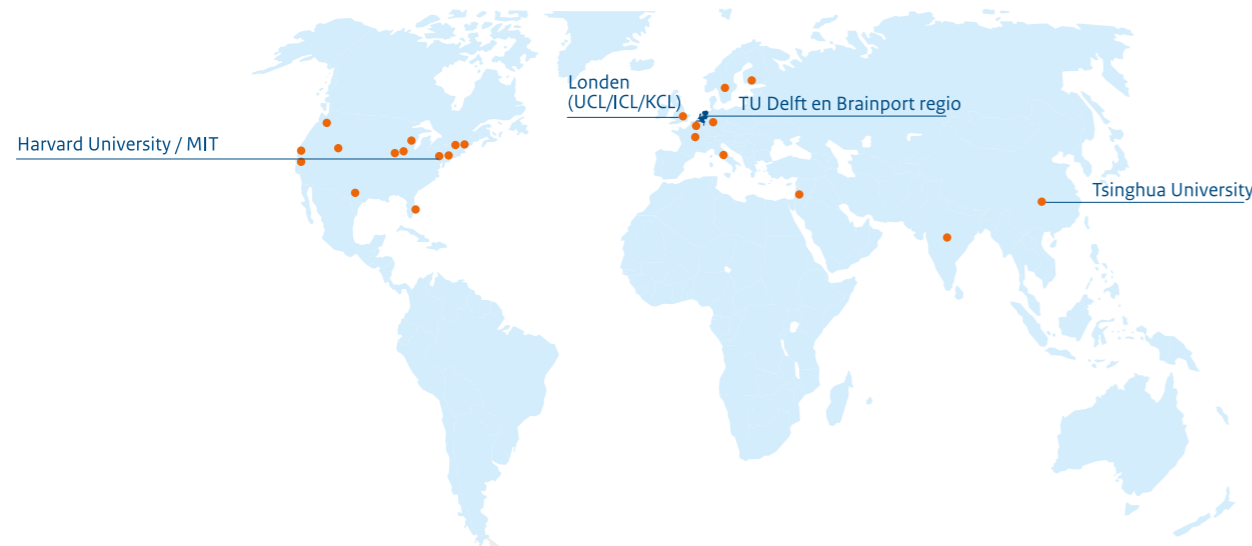 Londen
(UCL/ICL/KCL)
TU Delft en Brainport regio
Harvard University / MIT
Tsinghua University